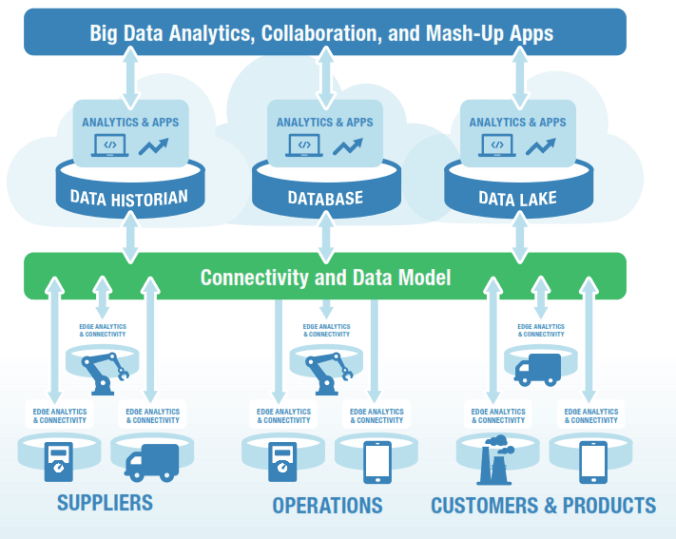 Big Data Analytics, Collaboration, and Mash-Up Apps
ANALYTICS & APPS
ANALYTICS & APPS
ANALYTICS & APPS
</>
</>
</>
DATA HISTORIAN
DATABASE
DATA LAKE
Connectivity and Data Model
EDGE ANALYTICS
& CONNECTIVITY
EDGE ANALYTICS
& CONNECTIVITY
EDGE ANALYTICS
& CONNECTIVITY
EDGE ANALYTICS
& CONNECTIVITY
EDGE ANALYTICS
& CONNECTIVITY
EDGE ANALYTICS
& CONNECTIVITY
EDGE ANALYTICS
& CONNECTIVITY
EDGE ANALYTICS
& CONNECTIVITY
EDGE ANALYTICS
& CONNECTIVITY
SUPPLIERS
OPERATIONS
CUSTOMERS & PRODUCTS